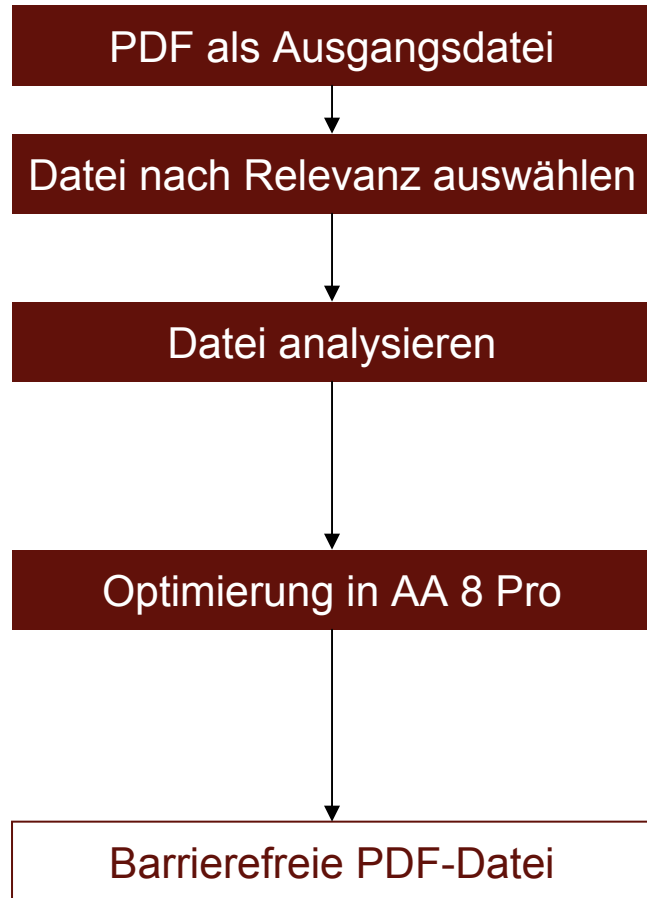 PDF als Ausgangsdatei
Datei nach Relevanz auswählen
Datei analysieren
Optimierung in AA 8 Pro
Barrierefreie PDF-Datei